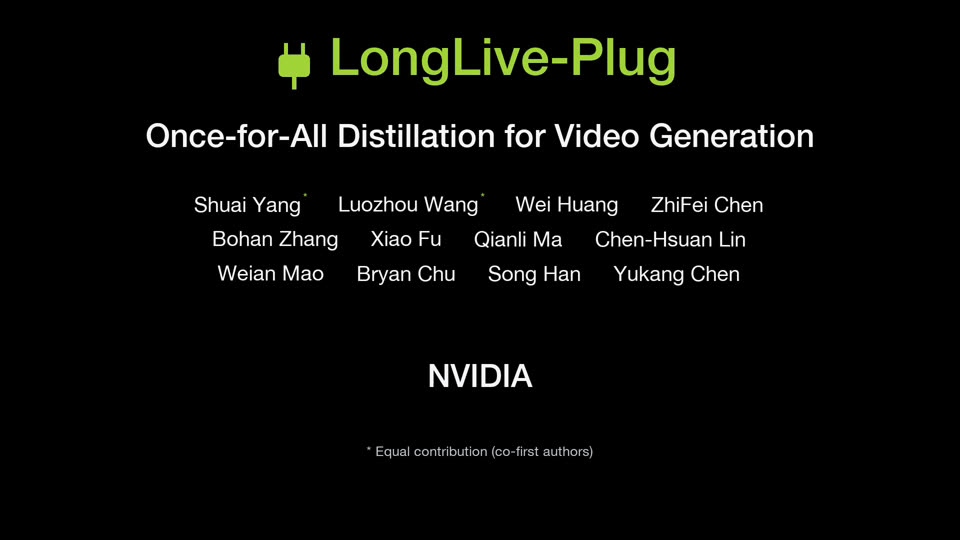 LongLive-Plug
Once-for-All Distillation for Video Generation
Shuai Yang* Luozhou Wang* Wei Huang ZhiFei Chen
Bohan Zhang Xiao Fu Qianli Ma Chen-Hsuan Lin
Weian Mao Bryan Chu Song Han Yukang Chen
NVIDIA
* Equal contribution (co-first authors)